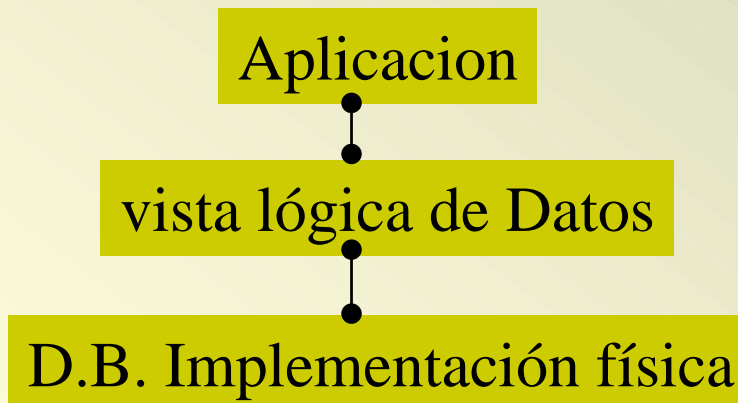 Aplicacion
vista lógica de Datos
D.B. Implementación física